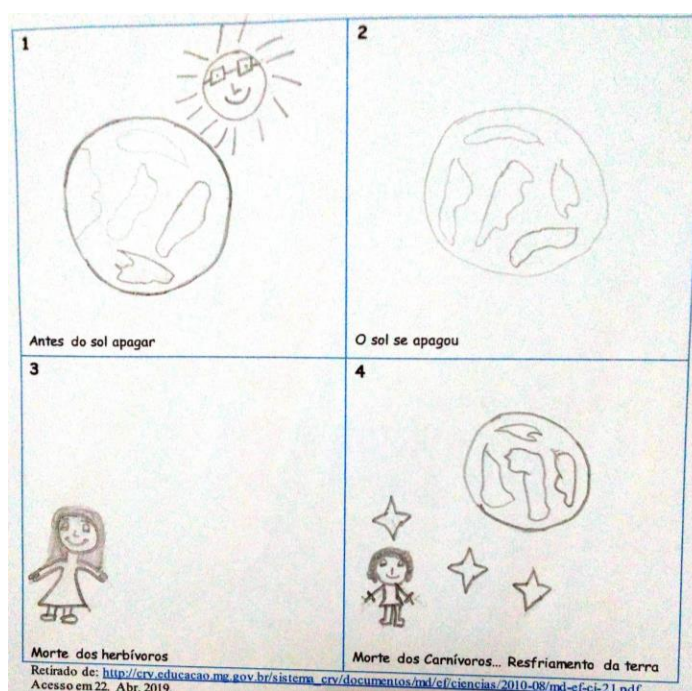 1
Antes do sol apagar
2
O sol se apagou
3
Morte dos herbívoros
4
Morte dos Carnívoros... Resfriamento da terra
Retirado de: http://crv.educacao.mg.gov.br/sistema_crv/documentos/md/ef/ciencias/2010-08/md-ef-ci-21.pdf
Acesso em 22. Abr. 2019